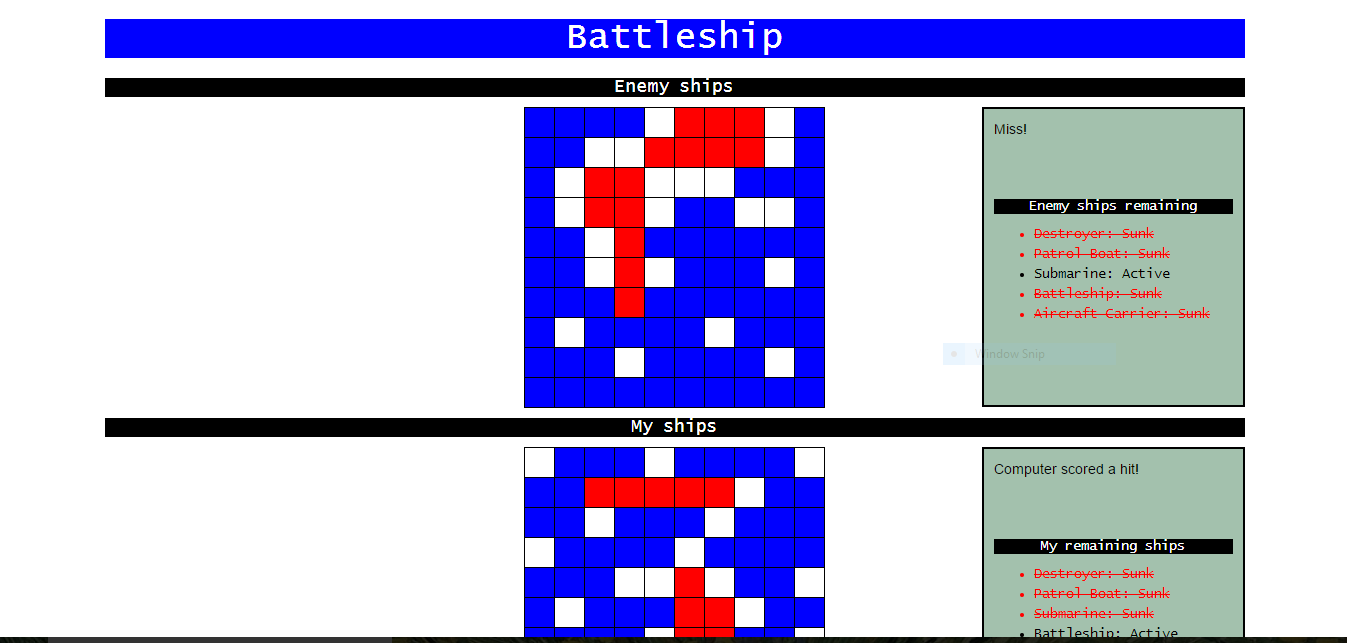 Battleship
Enemy ships
Miss!
Enemy ships remaining
Destroyer: Sunk
Patrol Boat: Sunk
Submarine: Active
Battleship: Sunk
Aircraft Carrier: Sunk
Window Snip
My ships
Computer scored a hit!
My remaining ships
Destroyer: Sunk
Patrol Boat: Sunk
Submarine: Sunk
Battleship: Active